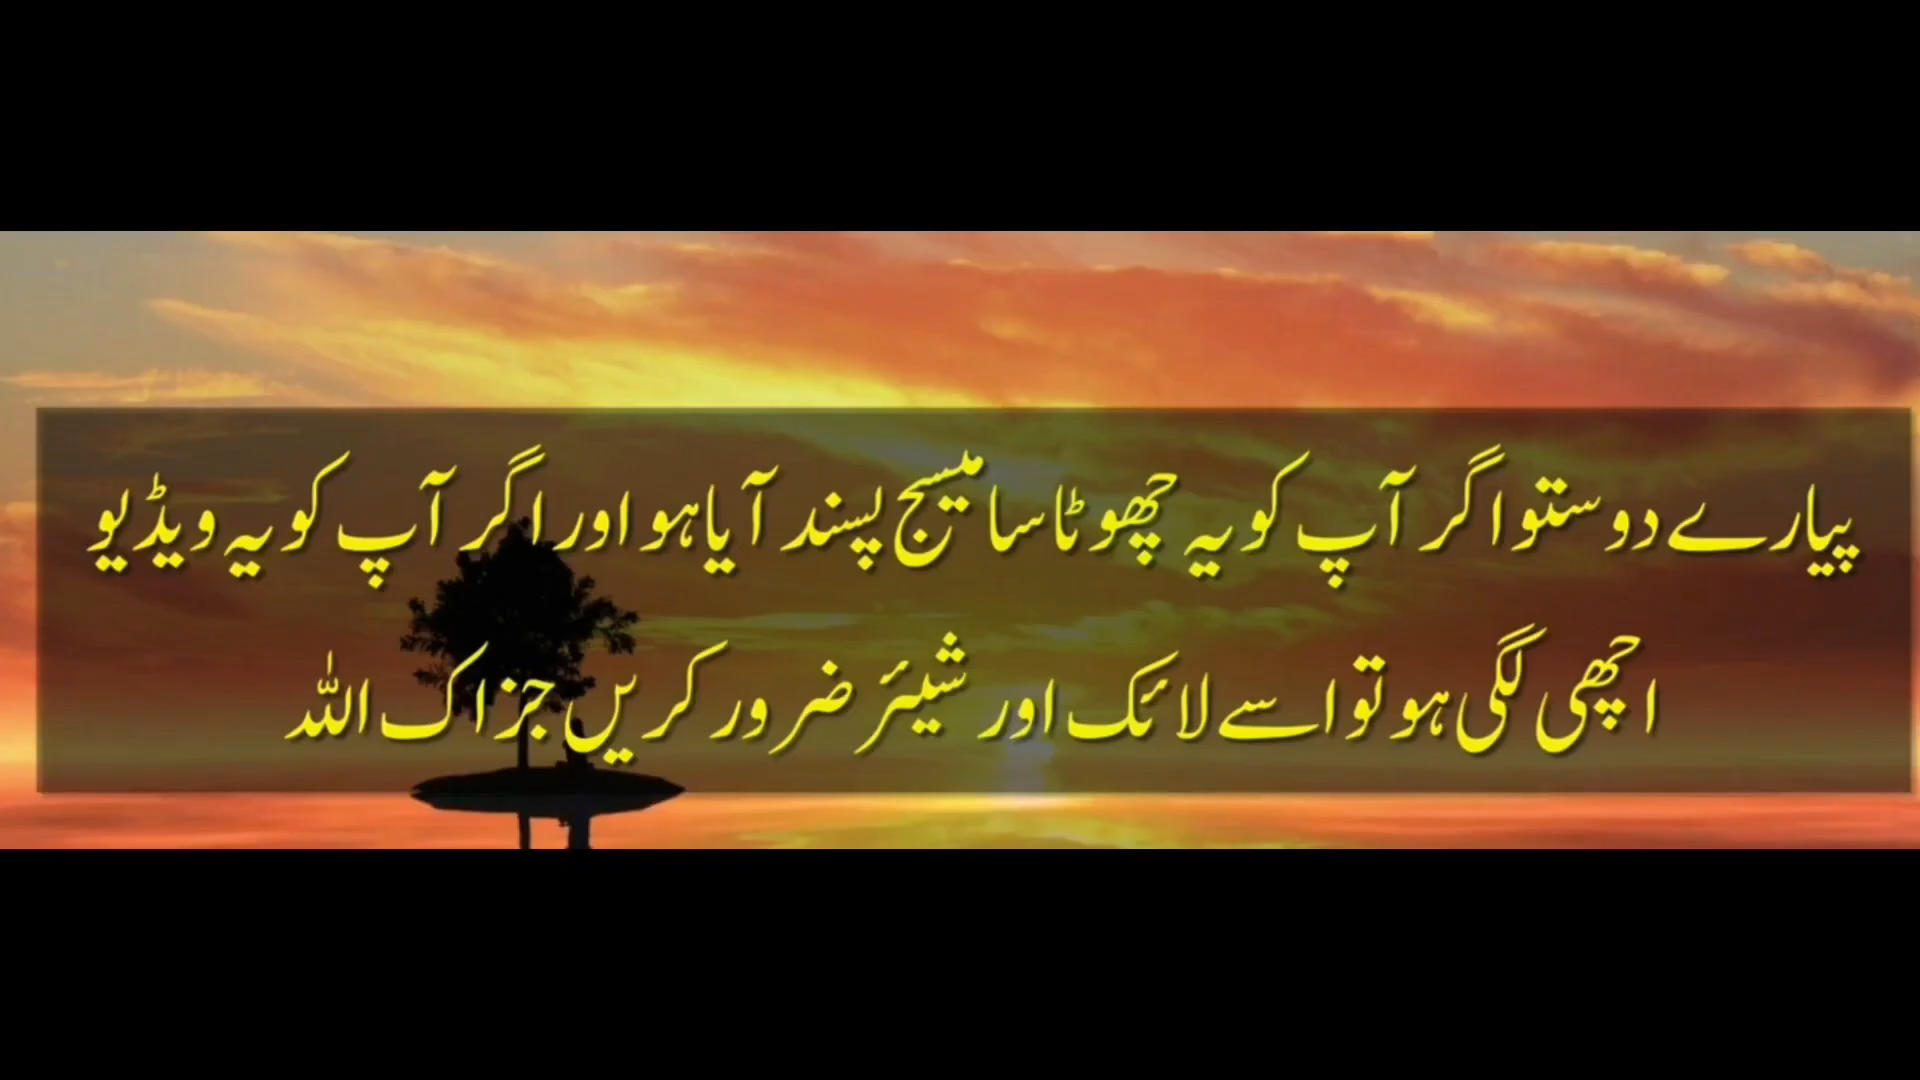 پیارے دوستو اگر آپ کو یہ چھوٹا سا میسج پسند آیا ہو اور اگر آپ کو یہ ویڈیو
اچھی لگی ہو تو اسے لائک اور شیئر ضرور کریں جزاک اللہ